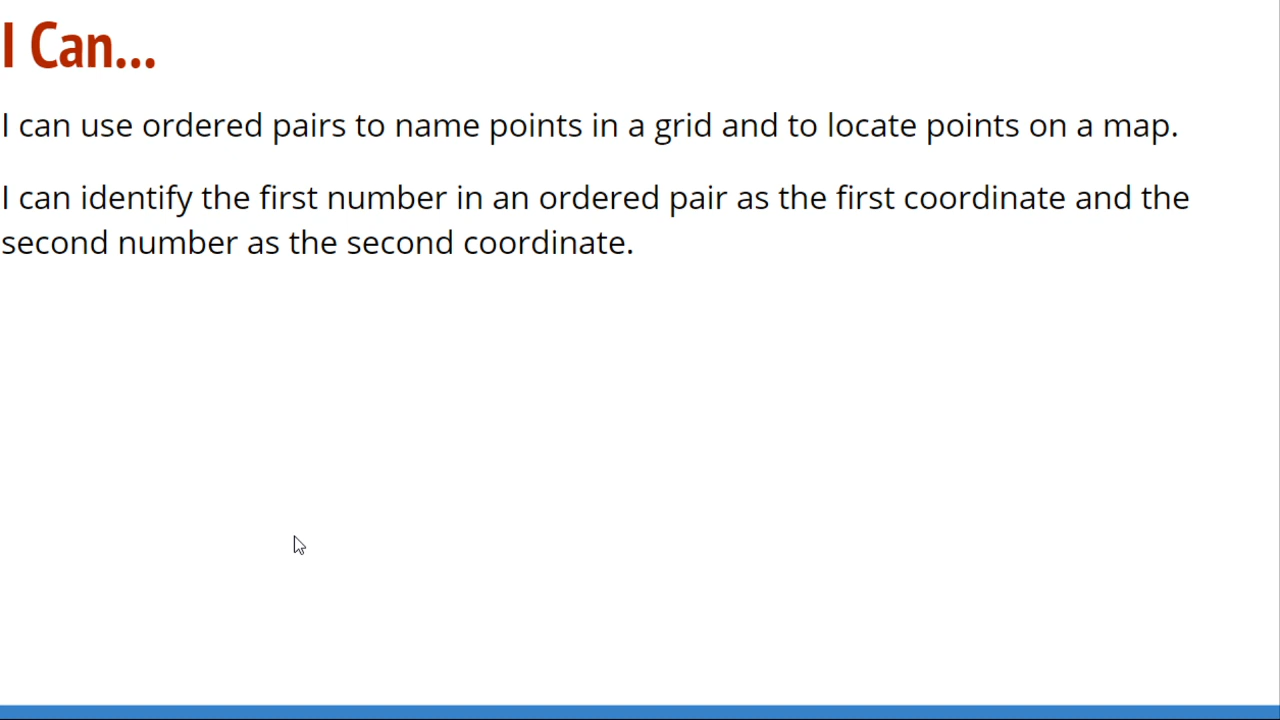 I Can...
I can use ordered pairs to name points in a grid and to locate points on a map.
I can identify the first number in an ordered pair as the first coordinate and the
second number as the second coordinate.